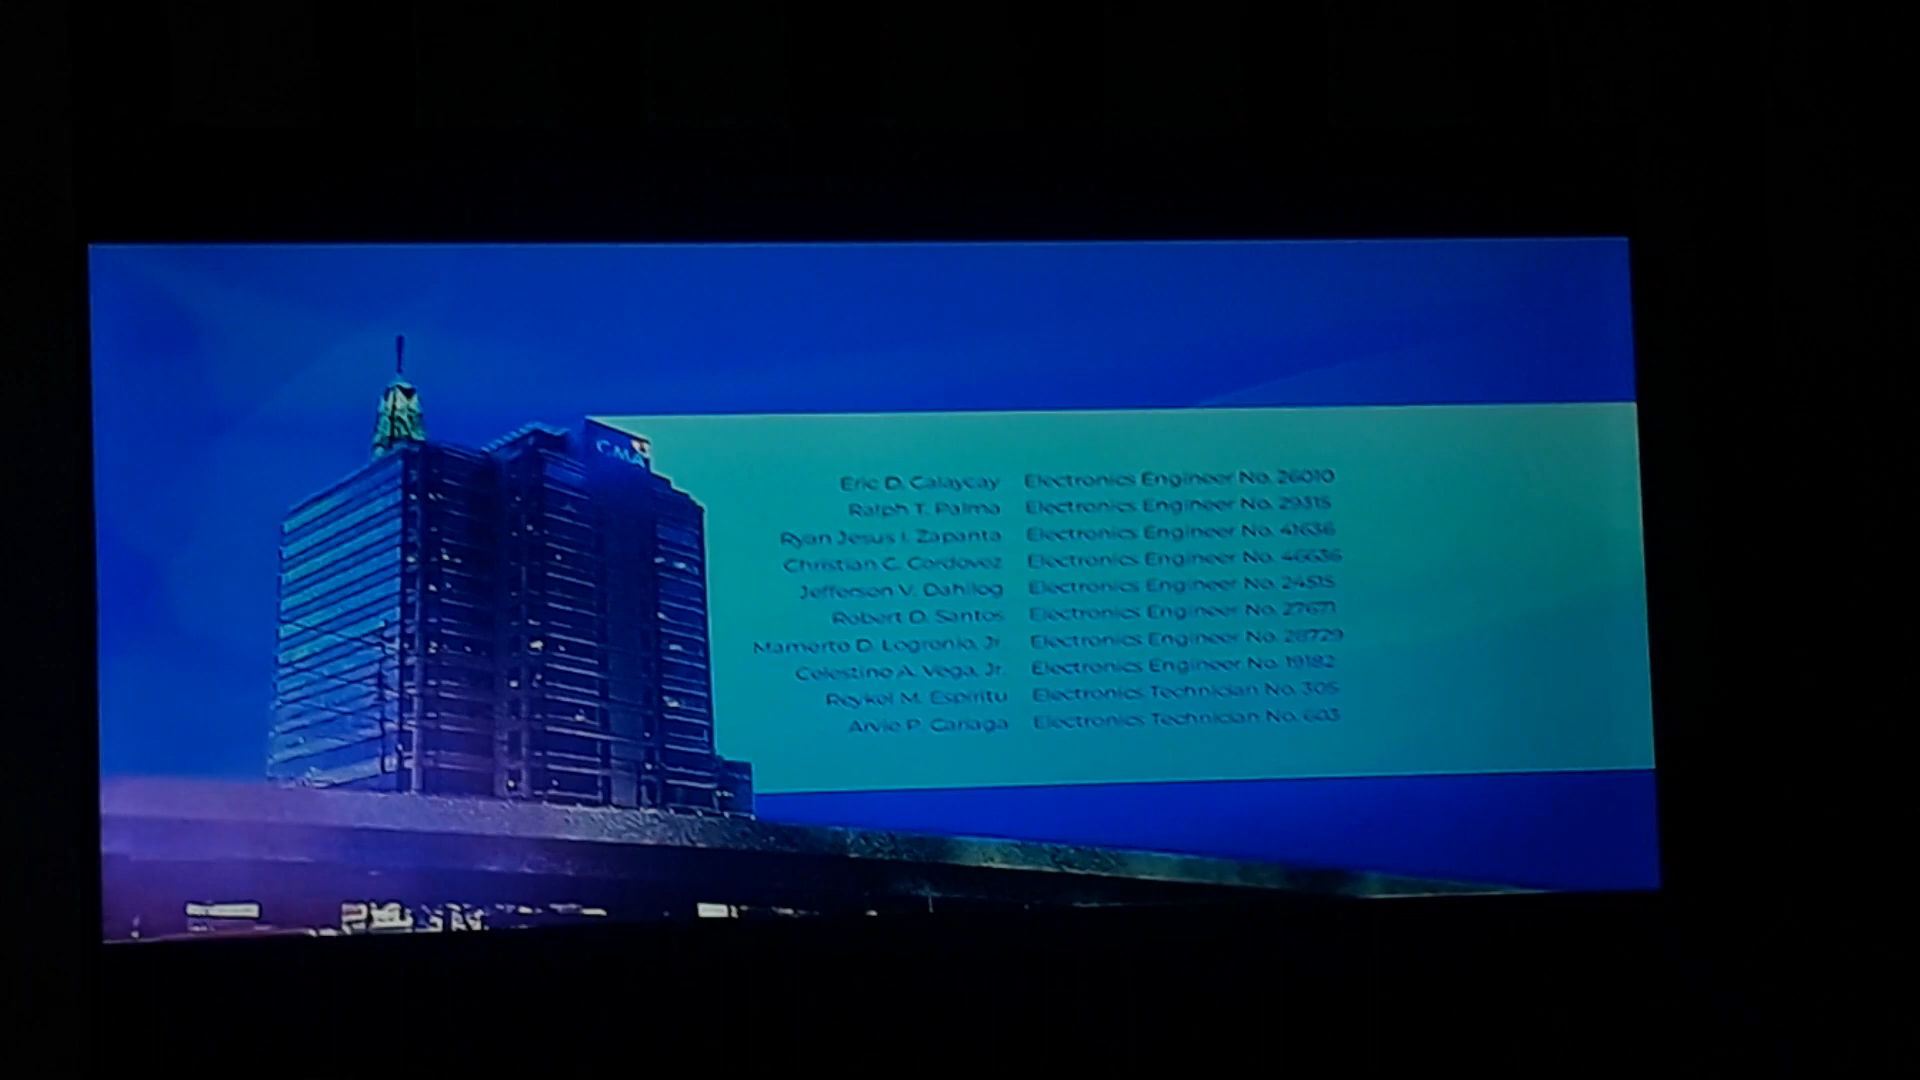 GMA
Eric D. Calaycay Electronics Engineer No. 26010
Ralph T. Palma Electronics Engineer No. 29315
Ryan Jesus I. Zapanta Electronics Engineer No. 41636
Christian C. Cordovez Electronics Engineer No. 46636
Jefferson V. Dahilog Electronics Engineer No. 24515
Robert D. Santos Electronics Engineer No. 27671
Mamerto D. Logronio, Jr. Electronics Engineer No. 28729
Celestino A. Vega, Jr. Electronics Engineer No. 19182
Reykel M. Espiritu Electronics Technician No. 305
Arvie P. Cariaga Electronics Technician No. 603